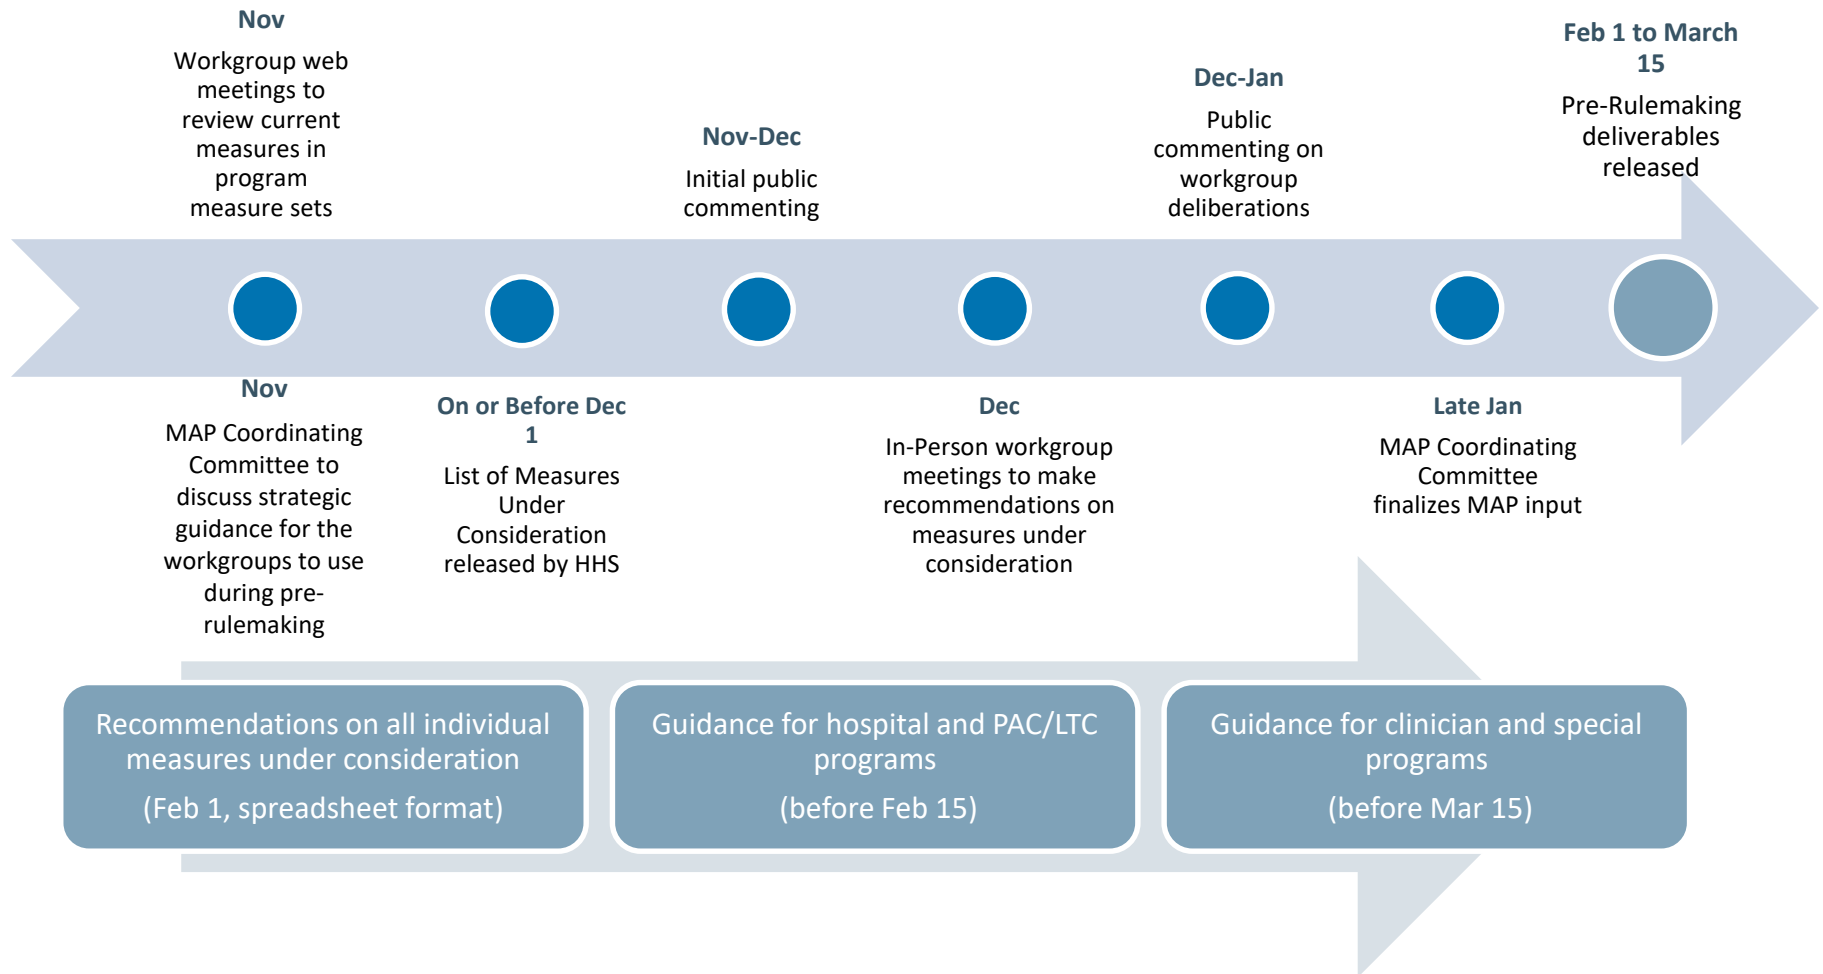 Nov
Workgroup web
meetings to
review current
measures in
program
measure sets
Nov-Dec
Initial public
commenting
Dec-Jan
Public
commenting on
workgroup
deliberations
Feb 1 to March
15
Pre-Rulemaking
deliverables
released
Nov
MAP Coordinating
Committee to
discuss strategic
guidance for the
workgroups to use
during pre-
rulemaking
On or Before Dec
1
List of Measures
Under
Consideration
released by HHS
Dec
In-Person workgroup
meetings to make
recommendations on
measures under
consideration
Late Jan
MAP Coordinating
Committee
finalizes MAP input
Recommendations on all individual
measures under consideration
(Feb 1, spreadsheet format)
Guidance for hospital and PAC/LTC
programs
(before Feb 15)
Guidance for clinician and special
programs
(before Mar 15)